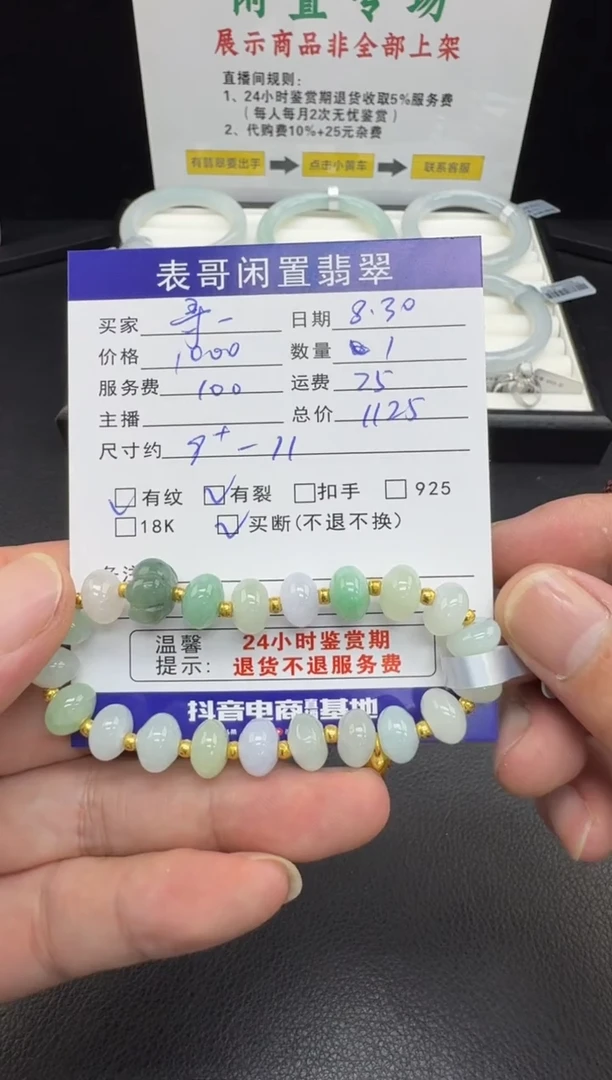 闲置专场
展示商品非全部上架
直播间规则：
1、24小时鉴赏期退货收取5%服务费
（每人每月2次无忧鉴赏）
2、代购费10%+25元杂费
有翡翠要出手 点击小黄车 联系客服
表哥闲置翡翠
买家 日期 8.30
价格 1000 数量 1
服务费 100 运费 25
主播 总价 1125
尺寸约 9+-11
有纹 有裂 扣手 925
18K 买断(不退不换)
温馨 24小时鉴赏期
提示: 退货不退服务费
抖音电商 基地